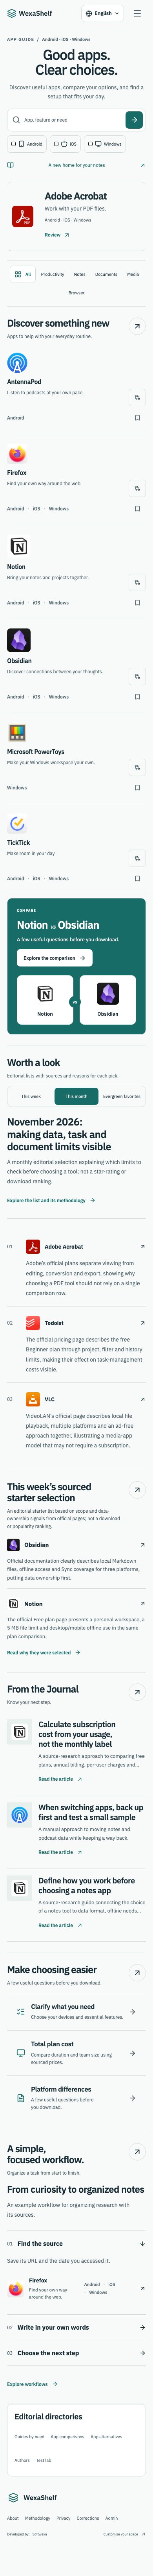 WexaShelf
English
APP GUIDE / Android · iOS · Windows
Good apps.
Clear choices.
Discover useful apps, compare your options, and find a
setup that fits your day.
App, feature or need
Android
iOS
Windows
A new home for your notes
Adobe Acrobat
Work with your PDF files.
Android · iOS · Windows
Review
All
Productivity
Notes
Documents
Media
Browser
Discover something new
Apps to help with your everyday routine.
AntennaPod
Listen to podcasts at your own pace.
Android
Firefox
Find your own way around the web.
Android · iOS · Windows
Notion
Bring your notes and projects together.
Android · iOS · Windows
Obsidian
Discover connections between your thoughts.
Android · iOS · Windows
Microsoft PowerToys
Make your Windows workspace your own.
Windows
TickTick
Make room in your day.
Android · iOS · Windows
COMPARE
Notion vs Obsidian
A few useful questions before you download.
Explore the comparison
Notion
vs
Obsidian
Worth a look
Editorial lists with sources and reasons for each pick.
This week
This month
Evergreen favorites
November 2026:
making data, task and
document limits visible
A monthly editorial selection explaining which limits to
check before choosing a tool; not a star-rating or
download ranking.
Explore the list and its methodology
01
Adobe Acrobat
Adobe's official plans separate viewing from
editing, conversion and export, showing why
choosing a PDF tool should not rely on a single
comparison row.
02
Todoist
The official pricing page describes the free
Beginner plan through project, filter and history
limits, making their effect on task-management
costs visible.
03
VLC
VideoLAN's official page describes local file
playback, multiple platforms and an ad-free
approach together, illustrating a media-app
model that may not require a subscription.
This week's sourced
starter selection
An editorial starter list based on scope and data-
ownership signals from official pages; not a download
or popularity ranking.
Obsidian
Official documentation clearly describes local Markdown
files, offline access and Sync coverage for three platforms,
putting data ownership first.
Notion
The official Free plan page presents a personal workspace, a
5 MB file limit and desktop/mobile offline use in the same
plan comparison.
Read why they were selected
From the Journal
Know your next step.
Calculate subscription
cost from your usage,
not the monthly label
A source-research approach to comparing free
plans, annual billing, per-user charges and...
Read the article
When switching apps, back up
first and test a small sample
A manual approach to moving notes and
podcast data while keeping a way back.
Read the article
Define how you work before
choosing a notes app
A source-research guide connecting the choice
of a notes tool to data format, offline needs...
Read the article
Make choosing easier
A few useful questions before you download.
Clarify what you need
Choose your devices and essential features.
Total plan cost
Compare duration and team size using
sourced prices.
Platform differences
A few useful questions before
you download.
A simple,
focused workflow.
Organize a task from start to finish.
From curiosity to organized notes
An example workflow for organizing research with
its sources.
01 Find the source
Save its URL and the date you accessed it.
Firefox
Find your own way
around the web.
Android · iOS
Windows
02 Write in your own words
03 Choose the next step
Explore workflows
Editorial directories
Guides by need
App comparisons
App alternatives
Authors
Test lab
WexaShelf
About
Methodology
Privacy
Corrections
Admin
Developed by: Softwexa
Customise your space